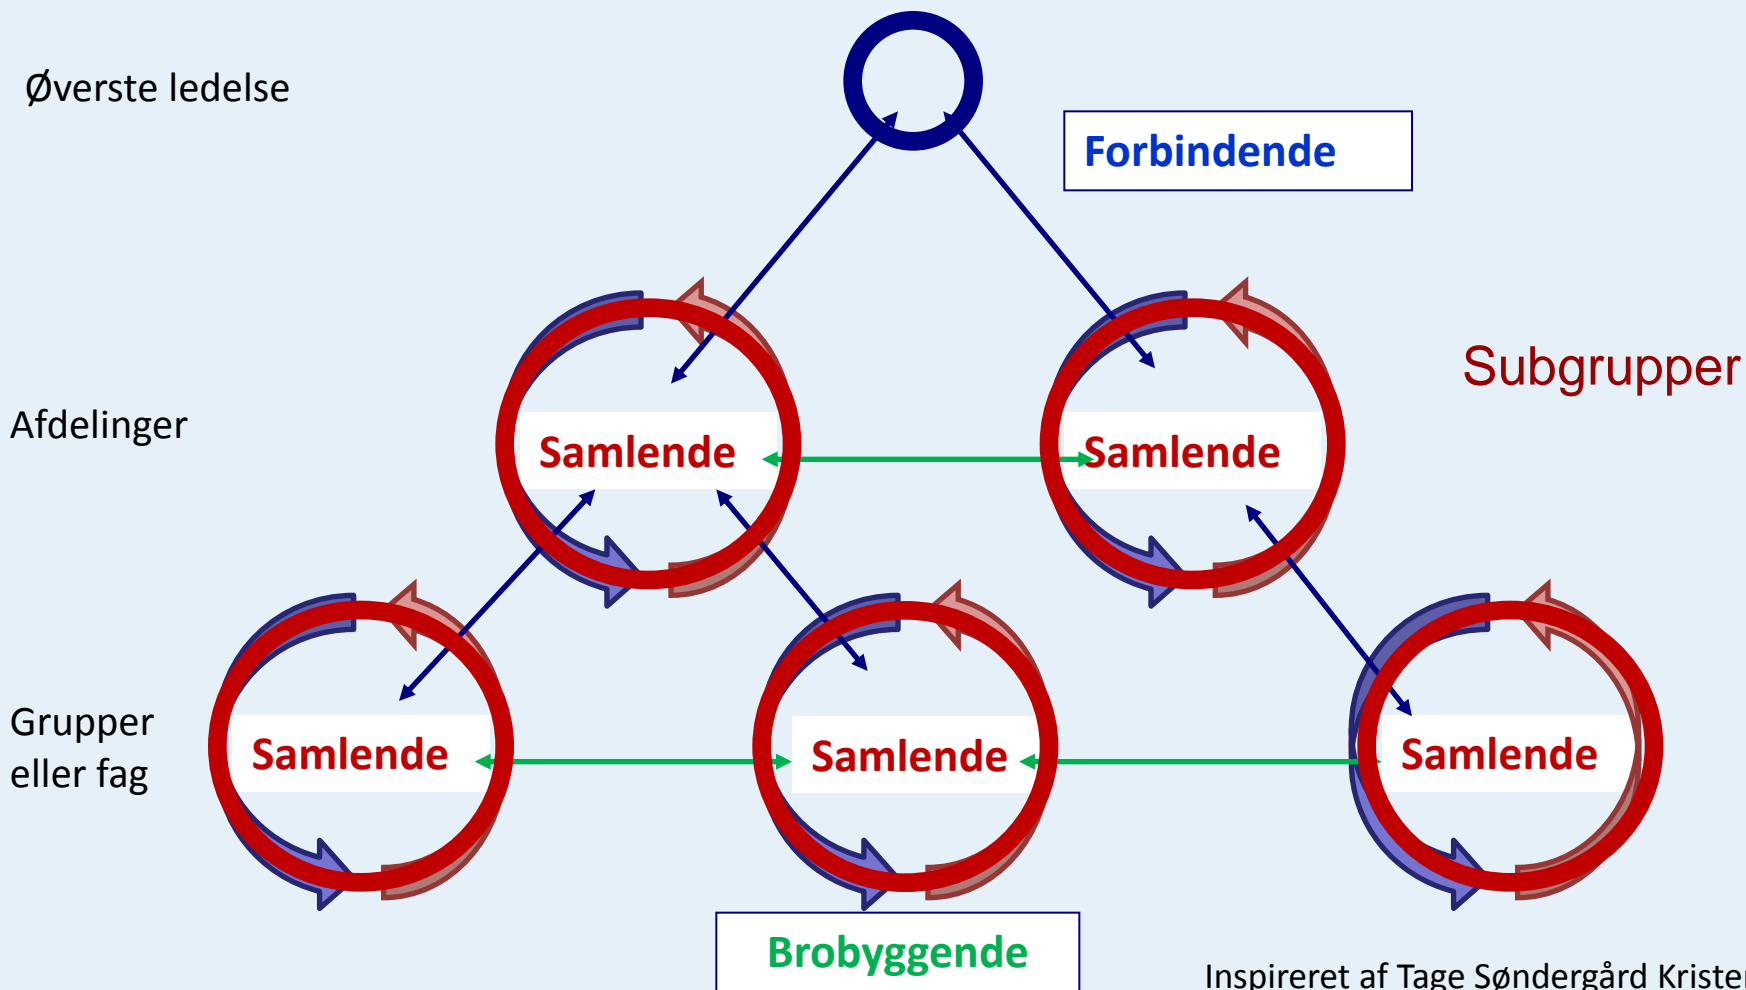 Øverste ledelse
Forbindende
Subgrupper
Afdelinger
Samlende
Samlende
Grupper
eller fag
Samlende
Samlende
Samlende
Brobyggende
Inspireret af Tage Søndergård